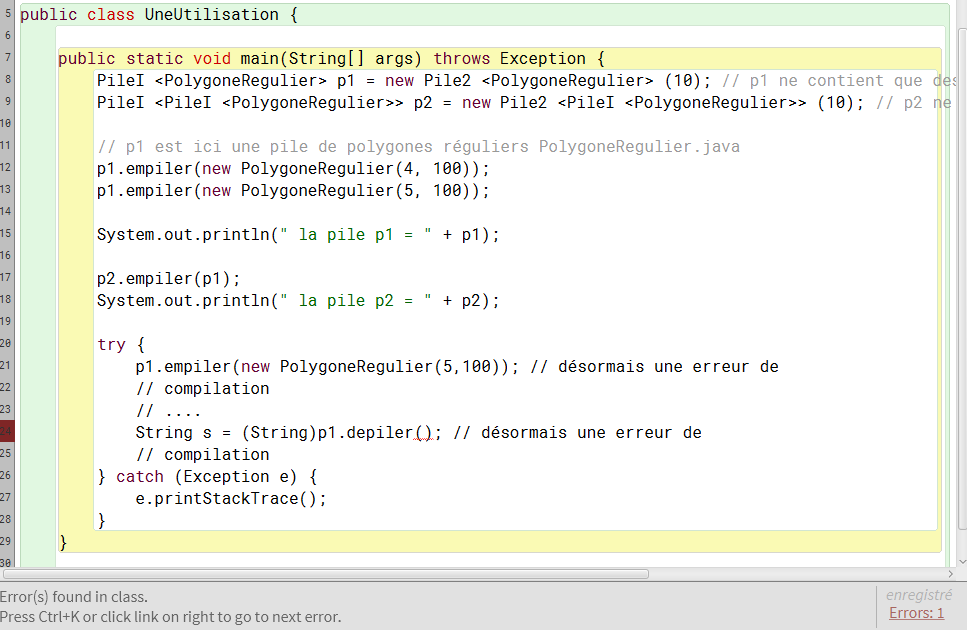 5 public class UneUtilisation {
6
7 public static void main(String[] args) throws Exception {
8 PileI <PolygoneRegulier> p1 = new Pile2 <PolygoneRegulier> (10); // p1 ne contient que des
9 PileI <PileI <PolygoneRegulier>> p2 = new Pile2 <PileI <PolygoneRegulier>> (10); // p2 ne
10
11 // p1 est ici une pile de polygones réguliers PolygoneRegulier.java
12 p1.empiler(new PolygoneRegulier(4, 100));
13 p1.empiler(new PolygoneRegulier(5, 100));
14
15 System.out.println(" la pile p1 = " + p1);
16
17 p2.empiler(p1);
18 System.out.println(" la pile p2 = " + p2);
19
20 try {
21 p1.empiler(new PolygoneRegulier(5,100)); // désormais une erreur de
22 // compilation
23 // ....
24 String s = (String)p1.depiler(); // désormais une erreur de
25 // compilation
26 } catch (Exception e) {
27 e.printStackTrace();
28 }
29 }
30
Error(s) found in class.
Press Ctrl+K or click link on right to go to next error.
enregistré
Errors: 1